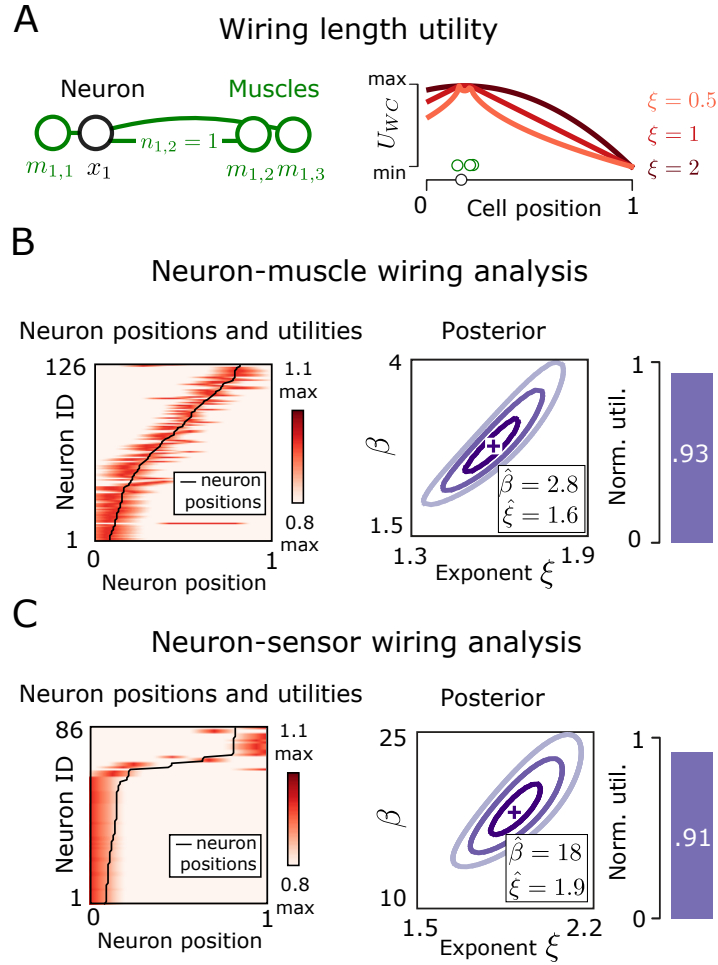 A
Wiring length utility
Neuron
Muscles
n₁,₂ = 1
m₁,₁
x₁
m₁,₂
m₁,₃
max
U_WC
min
0
Cell position
1
ξ = 0.5
ξ = 1
ξ = 2
B
Neuron-muscle wiring analysis
Neuron positions and utilities
126
Neuron ID
1
0
1
Neuron position
neuron
positions
1.1
max
0.8
max
Posterior
4
β
1.5
1.3
1.9
Exponent ξ
β̂ = 2.8
ξ̂ = 1.6
1
Norm. util.
0
.93
C
Neuron-sensor wiring analysis
Neuron positions and utilities
86
Neuron ID
1
0
1
Neuron position
neuron
positions
1.1
max
0.8
max
Posterior
25
β
10
1.5
2.2
Exponent ξ
β̂ = 18
ξ̂ = 1.9
1
Norm. util.
0
.91